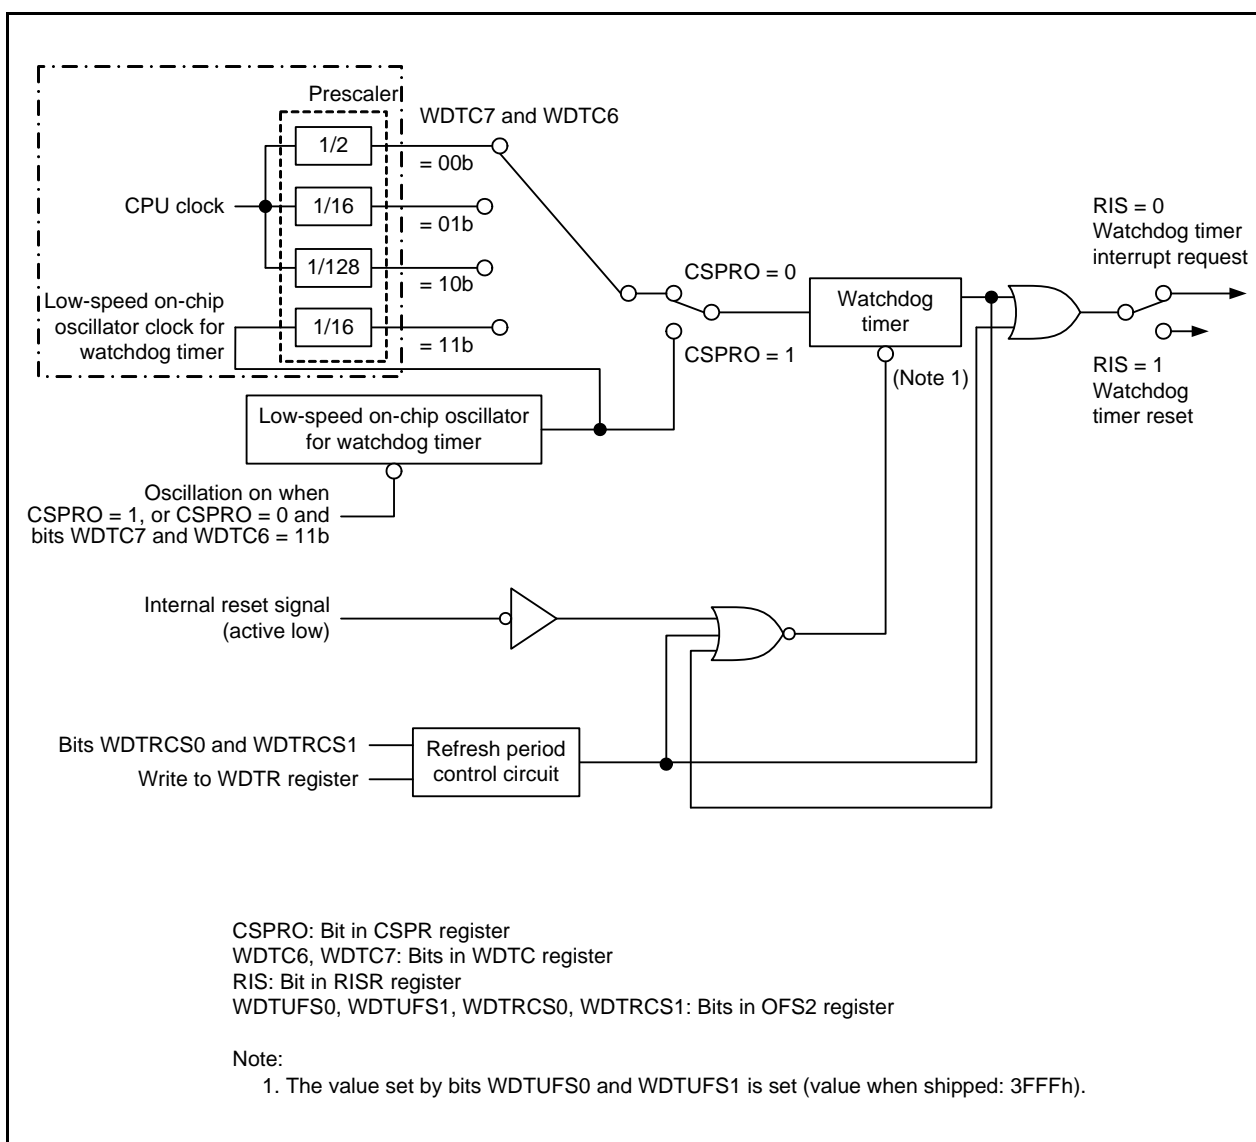 Prescaler
WDTC7 and WDTC6
1/2
= 00b
CPU clock
1/16
= 01b
1/128
= 10b
Low-speed on-chip
oscillator clock for
watchdog timer
1/16
= 11b
CSPRO = 0
CSPRO = 1
Watchdog
timer
(Note 1)
RIS = 0
Watchdog timer
interrupt request
RIS = 1
Watchdog
timer reset
Low-speed on-chip oscillator
for watchdog timer
Oscillation on when
CSPRO = 1, or CSPRO = 0 and
bits WDTC7 and WDTC6 = 11b
Internal reset signal
(active low)
Bits WDTRCS0 and WDTRCS1
Write to WDTR register
Refresh period
control circuit
CSPRO: Bit in CSPR register
WDTC6, WDTC7: Bits in WDTC register
RIS: Bit in RISR register
WDTUFS0, WDTUFS1, WDTRCS0, WDTRCS1: Bits in OFS2 register
Note:
1. The value set by bits WDTUFS0 and WDTUFS1 is set (value when shipped: 3FFFh).